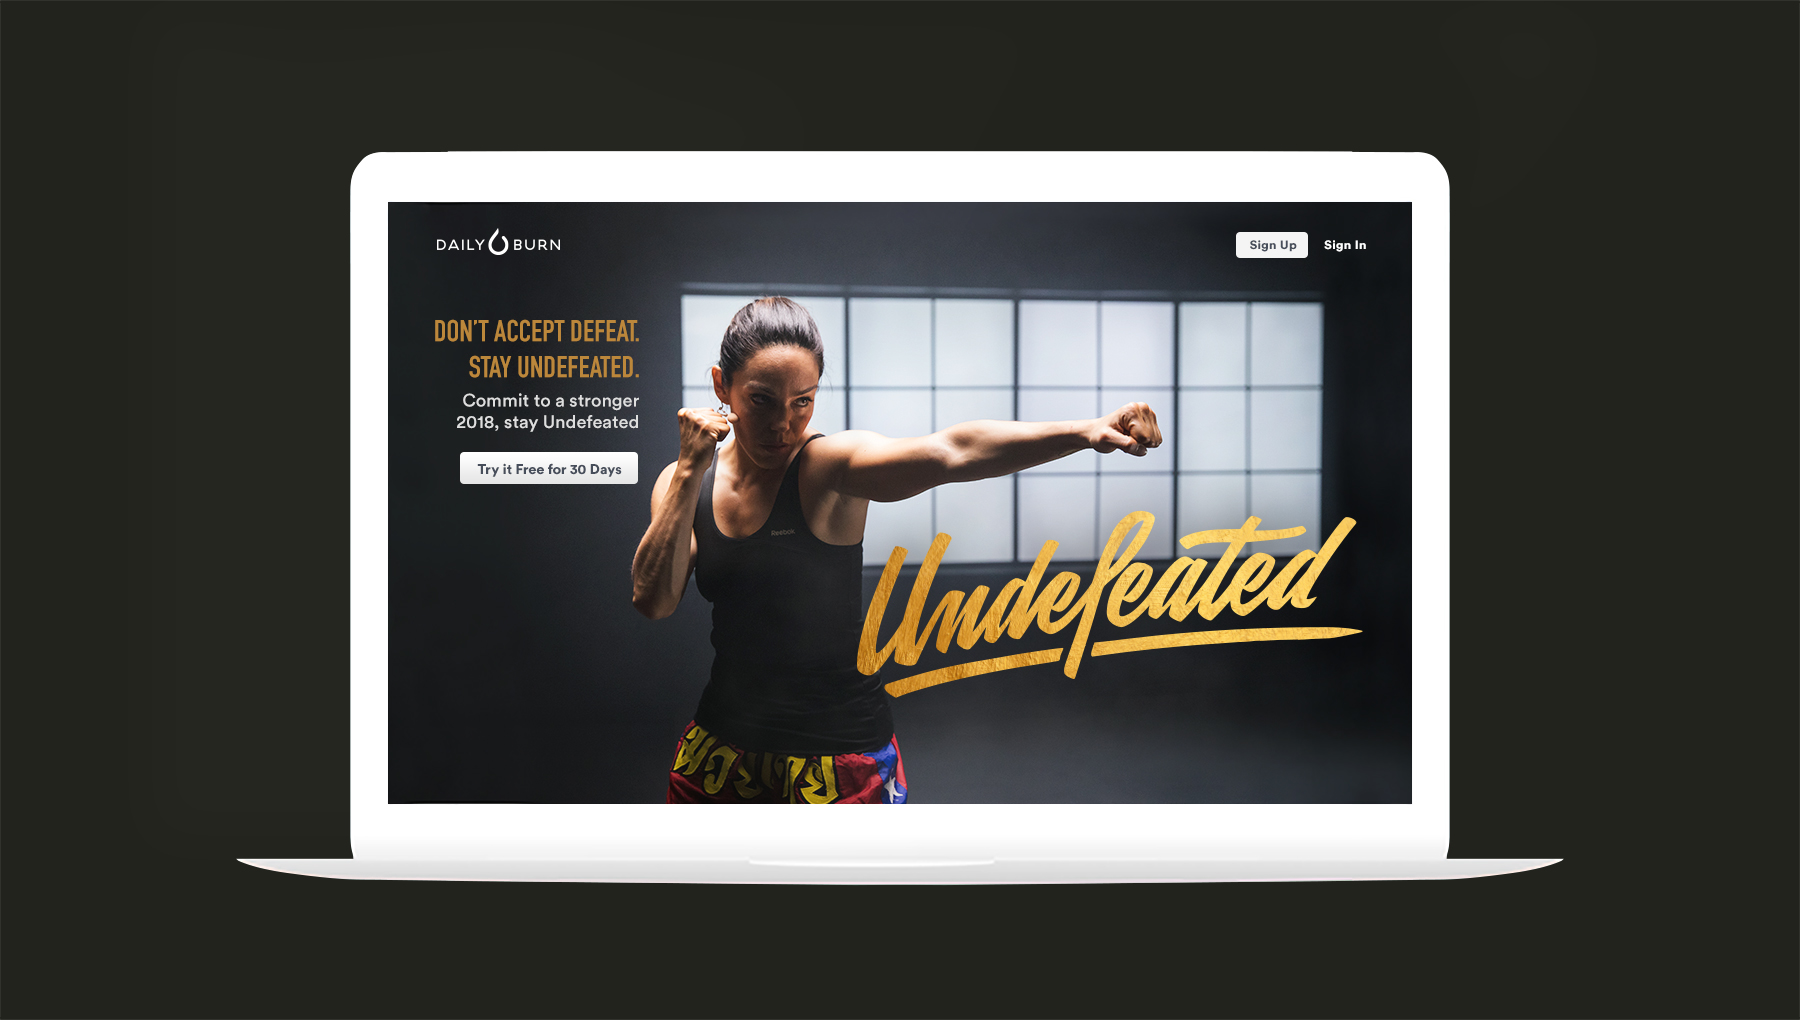 DAILY BURN
Sign Up
Sign In
DON'T ACCEPT DEFEAT.
STAY UNDEFEATED.
Commit to a stronger
2018, stay Undefeated
Try it Free for 30 Days
Reebok
Undefeated